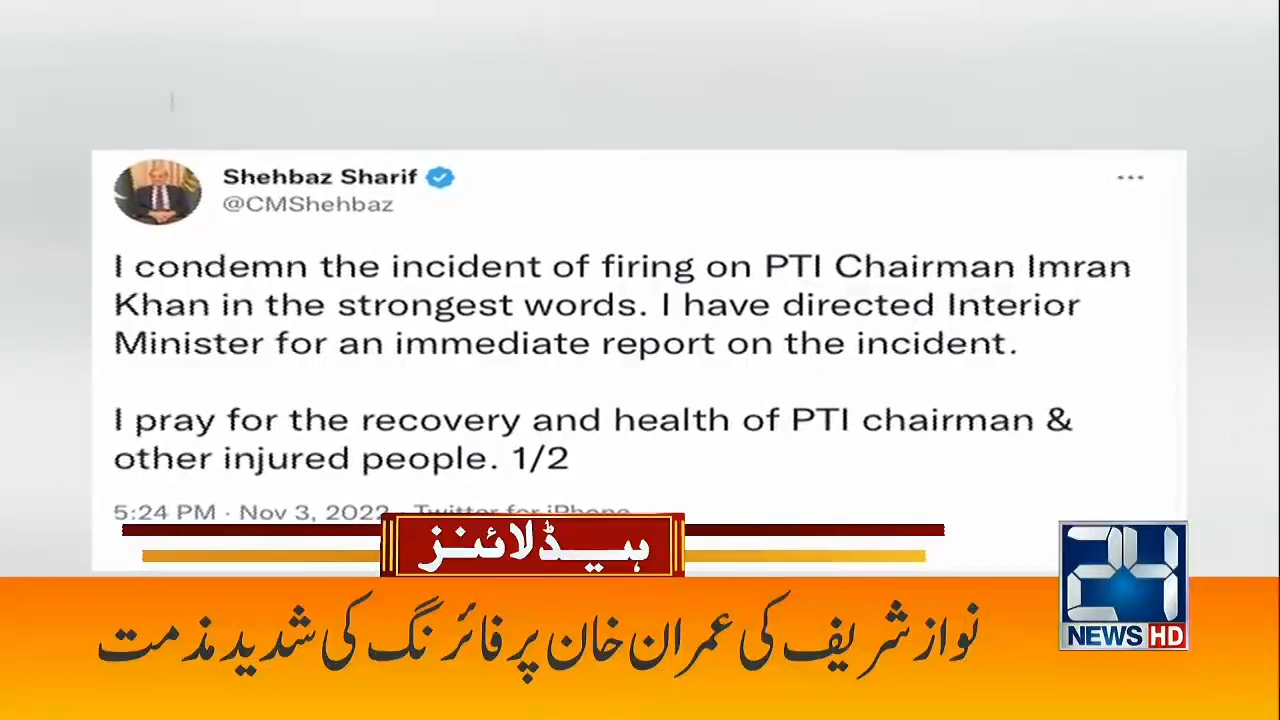 Shehbaz Sharif
@CMShehbaz
I condemn the incident of firing on PTI Chairman Imran
Khan in the strongest words. I have directed Interior
Minister for an immediate report on the incident.
I pray for the recovery and health of PTI chairman &
other injured people. 1/2
5:24 PM · Nov 3, 2022 · Twitter for iPhone
ہیڈلائنز
24
NEWS HD
نواز شریف کی عمران خان پر فائرنگ کی شدید مذمت